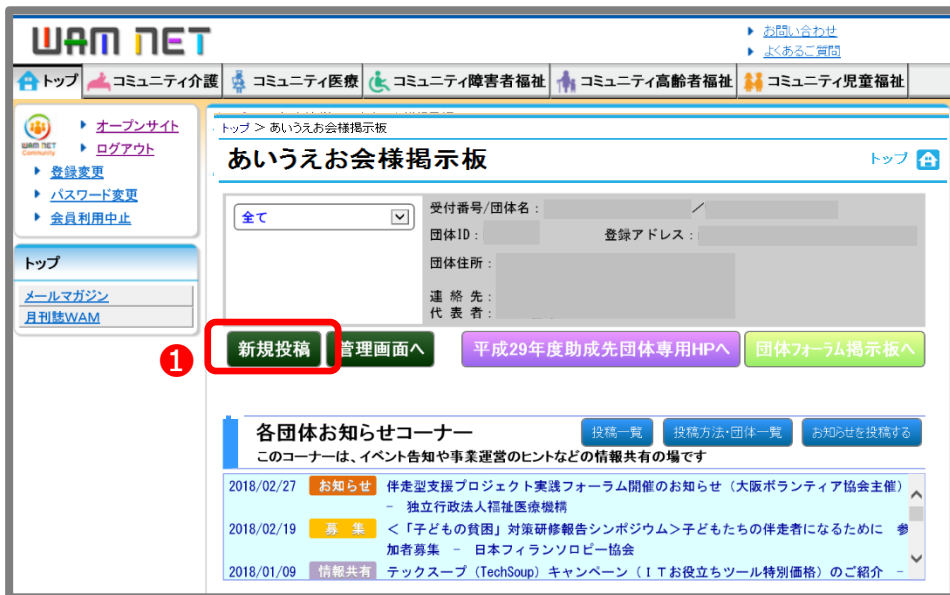 WAM NET
お問い合わせ
よくあるご質問
トップ
コミュニティ介護
コミュニティ医療
コミュニティ障害者福祉
コミュニティ高齢者福祉
コミュニティ児童福祉
WAM NET
Community
オープンサイト
ログアウト
登録変更
パスワード変更
会員利用中止
トップ
メールマガジン
月刊誌WAM
トップ > あいうえお会様掲示板
あいうえお会様掲示板
トップ
全て
受付番号/団体名：　／
団体ID：　登録アドレス：
団体住所：
連 絡 先：
代 表 者：
1
新規投稿
管理画面へ
平成29年度助成先団体専用HPへ
団体フォーラム掲示板へ
各団体お知らせコーナー
投稿一覧
投稿方法・団体一覧
お知らせを投稿する
このコーナーは、イベント告知や事業運営のヒントなどの情報共有の場です
2018/02/27 お知らせ 伴走型支援プロジェクト実践フォーラム開催のお知らせ（大阪ボランティア協会主催）
－ 独立行政法人福祉医療機構
2018/02/19 募 集 ＜「子どもの貧困」対策研修報告シンポジウム＞子どもたちの伴走者になるために 参
加者募集 － 日本フィランソロピー協会
2018/01/09 情報共有 テックスープ（TechSoup）キャンペーン（ＩＴお役立ちツール特別価格）のご紹介 －